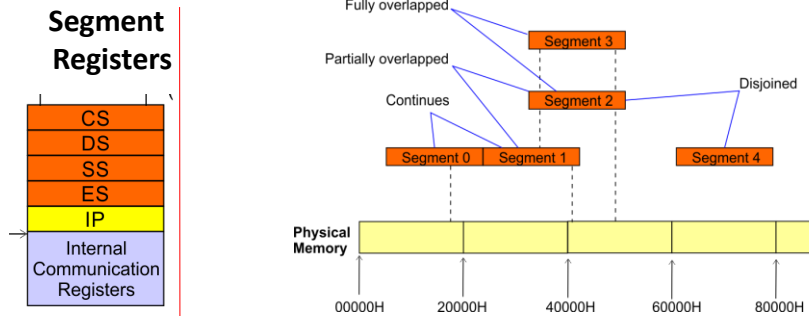 Segment
Registers
CS
DS
SS
ES
IP
Internal
Communication
Registers
Fully overlapped
Segment 3
Partially overlapped
Segment 2
Disjoined
Continues
Segment 0
Segment 1
Segment 4
Physical
Memory
00000H
20000H
40000H
60000H
80000H